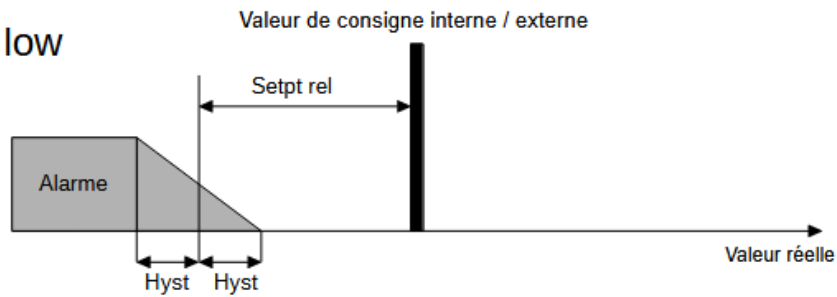 Valeur de consigne interne / externe
low
Setpt rel
Alarme
Valeur réelle
Hyst Hyst